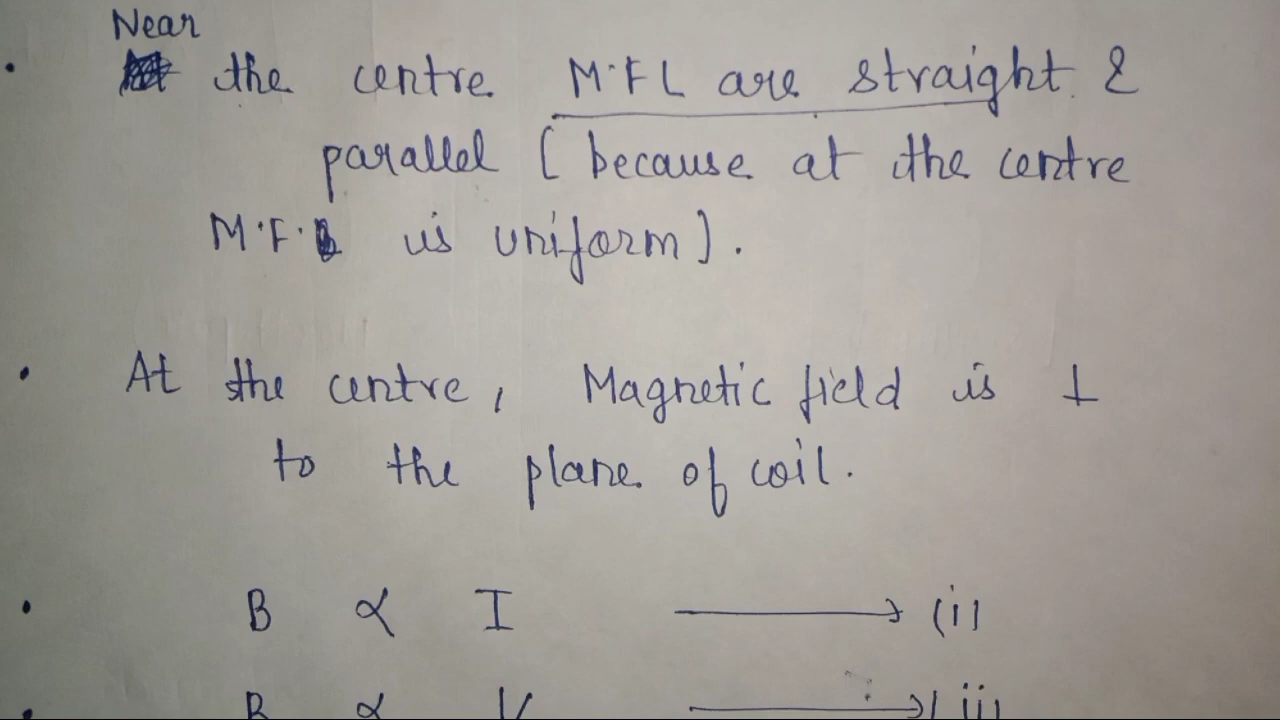 Near
• the centre M.F.L are straight &
parallel [because at the centre
M.F. is uniform].
• At the centre, Magnetic field is ⊥
to the plane of coil.
• B ∝ I ⟶ (i)
• B ∝ ⟶ (ii)